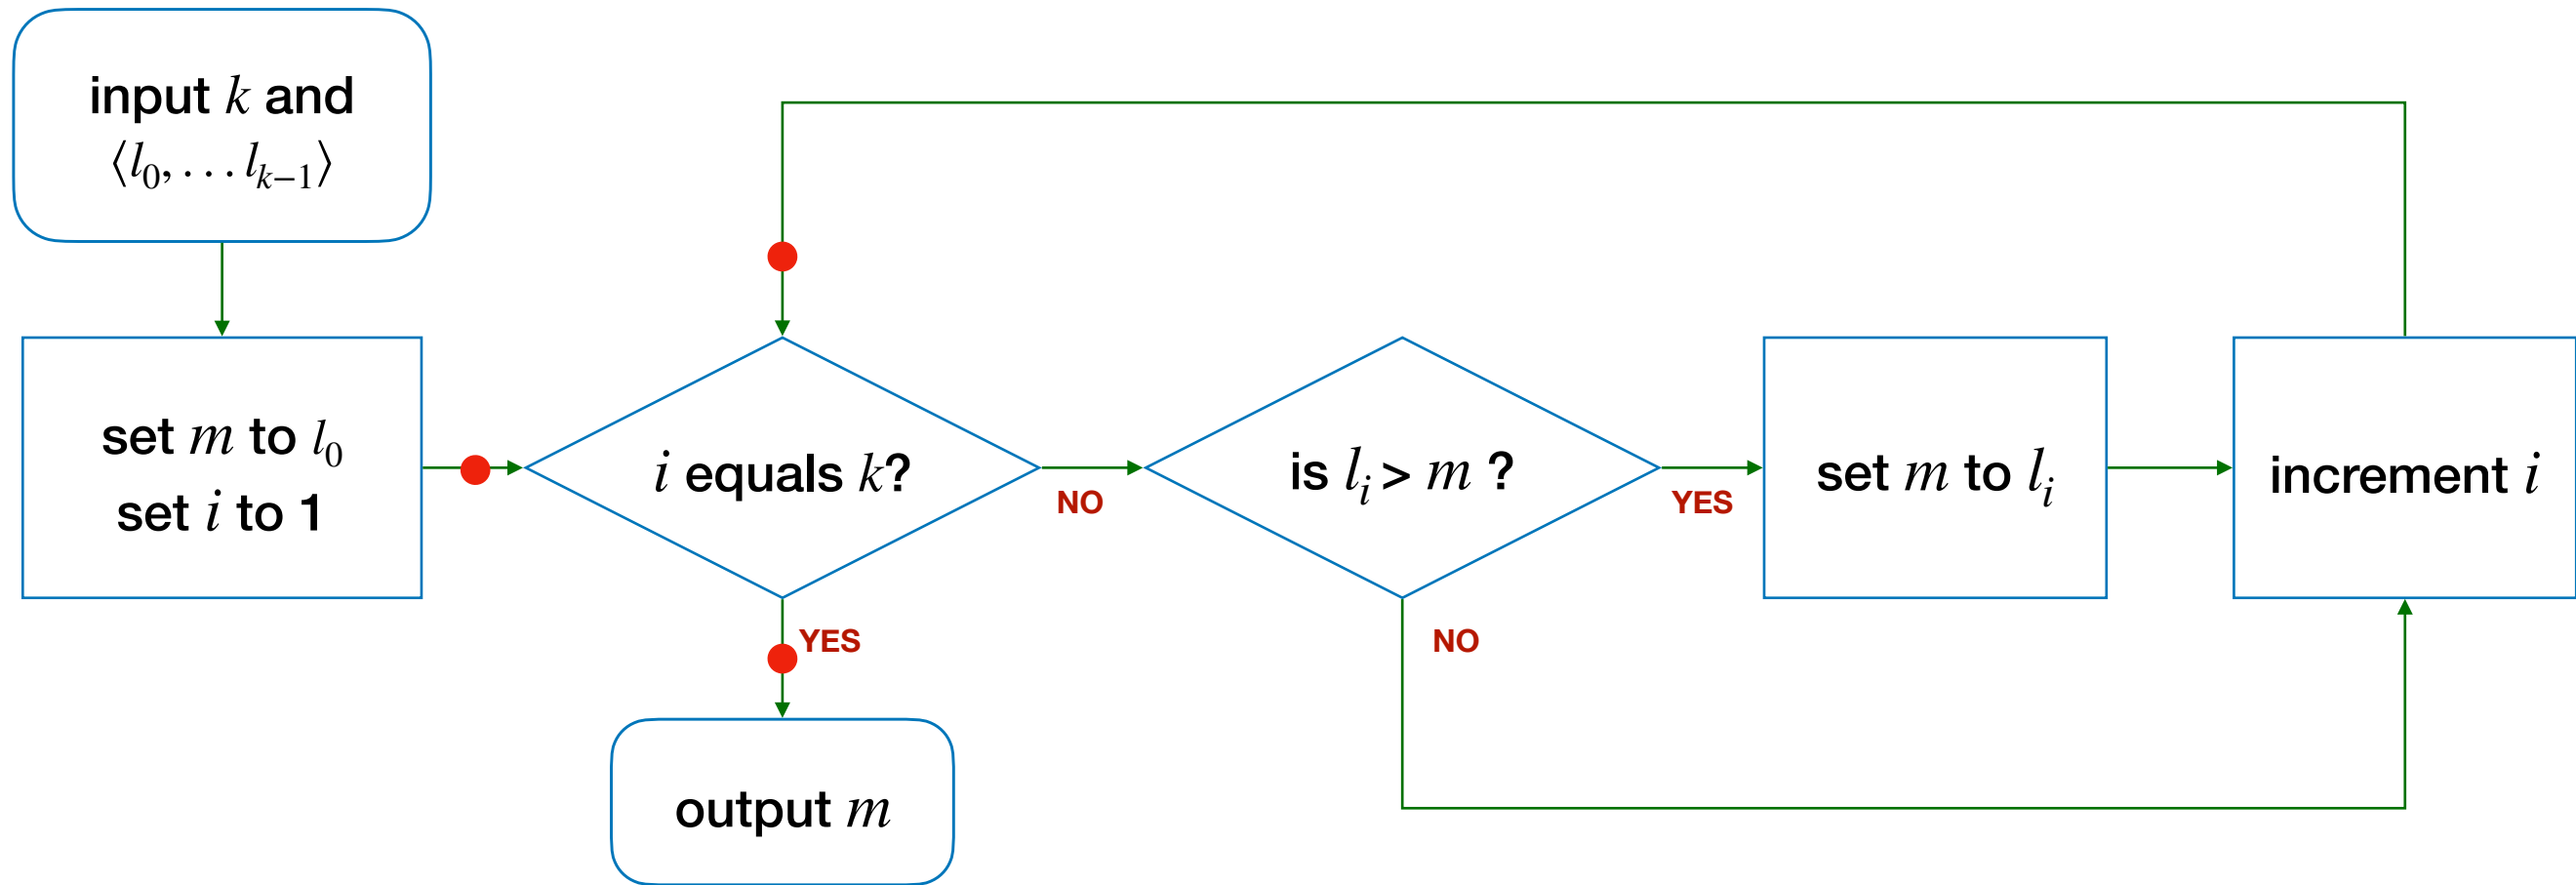 input k and
⟨l₀, … lₖ₋₁⟩
set m to l₀
set i to 1
i equals k?
NO
YES
is lᵢ > m ?
YES
NO
set m to lᵢ
increment i
output m